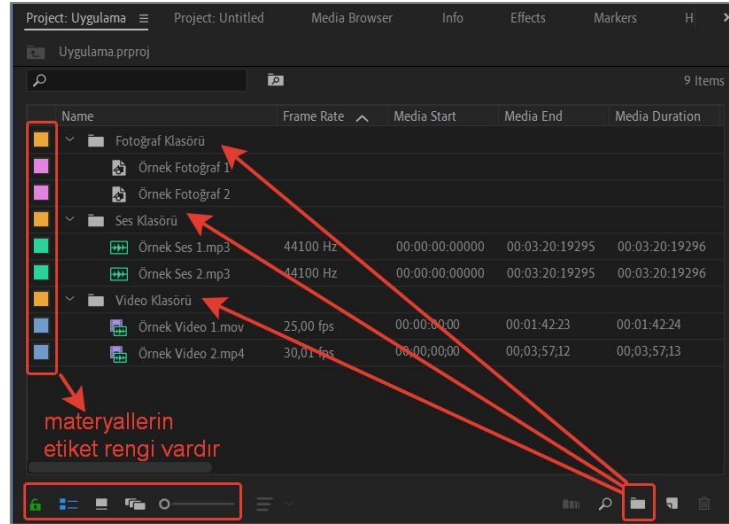 Project: Uygulama Project: Untitled Media Browser Info Effects Markers H
Uygulama.prproj
9 Items
Name Frame Rate Media Start Media End Media Duration
Fotoğraf Klasörü
Örnek Fotoğraf 1
Örnek Fotoğraf 2
Ses Klasörü
Örnek Ses 1.mp3 44100 Hz 00:00:00:00000 00:03:20:19295 00:03:20:19296
Örnek Ses 2.mp3 44100 Hz 00:00:00:00000 00:03:20:19295 00:03:20:19296
Video Klasörü
Örnek Video 1.mov 25,00 fps 00:00:00:00 00:01:42:23 00:01:42:24
Örnek Video 2.mp4 30,01 fps 00;00;00;00 00;03;57;12 00;03;57;13
materyallerin
etiket rengi vardır